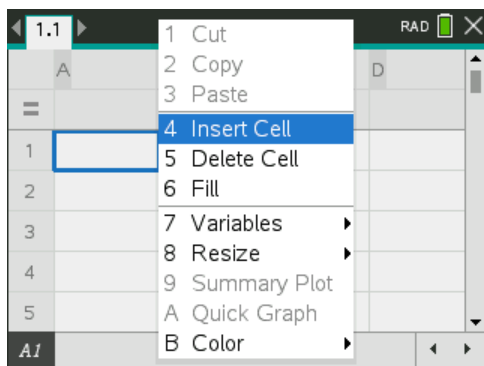 1.1 RAD
A D
=
1 Cut
2 Copy
3 Paste
4 Insert Cell
5 Delete Cell
6 Fill
7 Variables
8 Resize
9 Summary Plot
A Quick Graph
B Color
1
2
3
4
5
A1